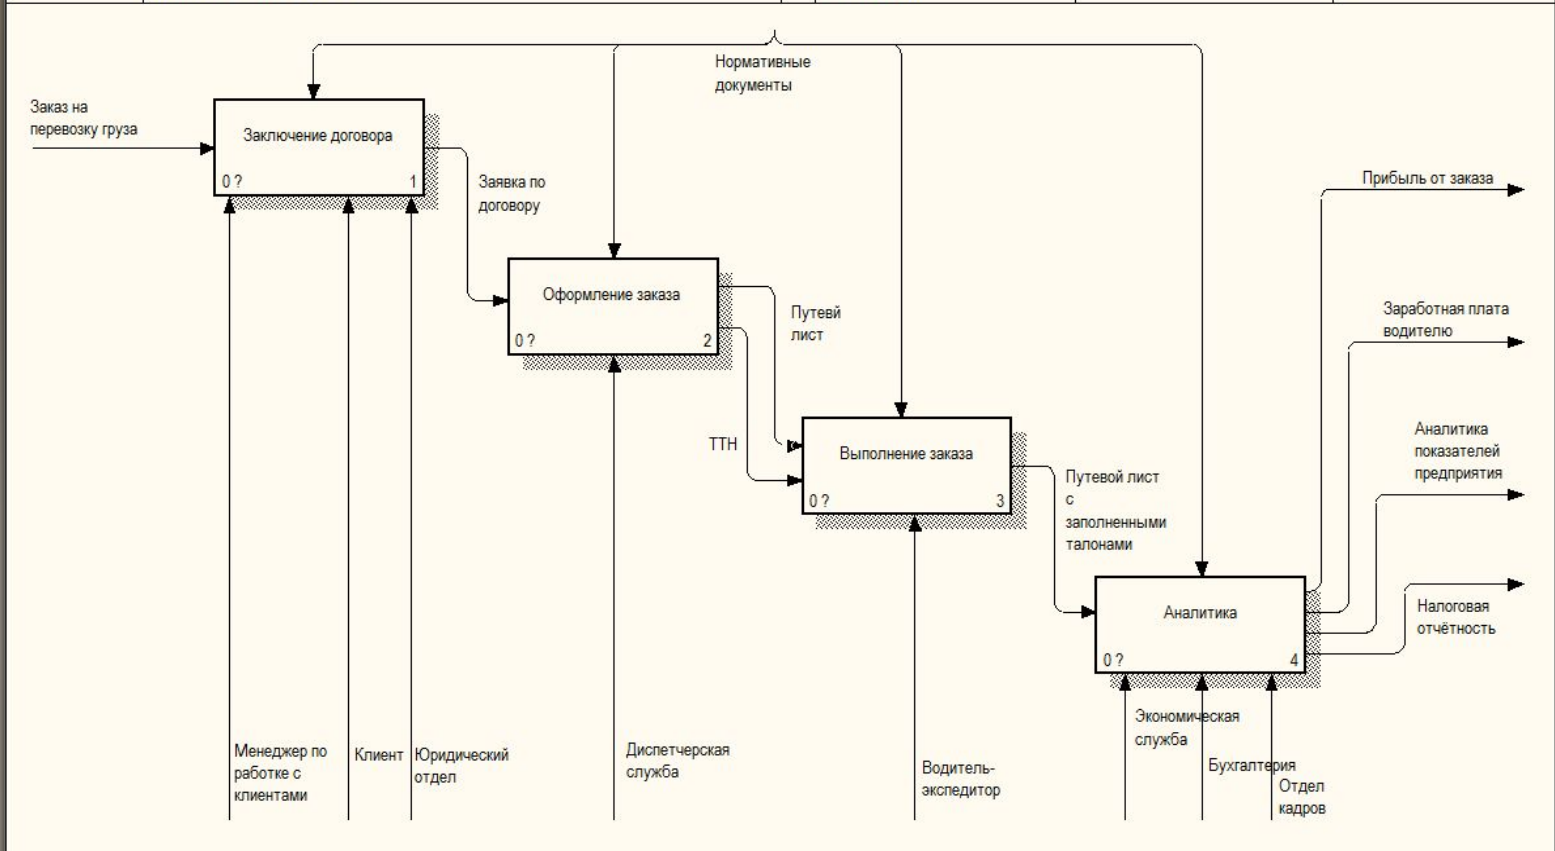 Нормативные
документы
Заказ на
перевозку груза
Заключение договора
0 ?
1
Заявка по
договору
Прибыль от заказа
Оформление заказа
0 ?
2
Путевй
лист
Заработная плата
водителю
ТТН
Выполнение заказа
0 ?
3
Путевой лист
с
заполненными
талонами
Аналитика
показателей
предприятия
Аналитика
0 ?
4
Налоговая
отчётность
Менеджер по
работке с
клиентами
Клиент
Юридический
отдел
Диспетчерская
служба
Водитель-
экспедитор
Экономическая
служба
Бухгалтерия
Отдел
кадров